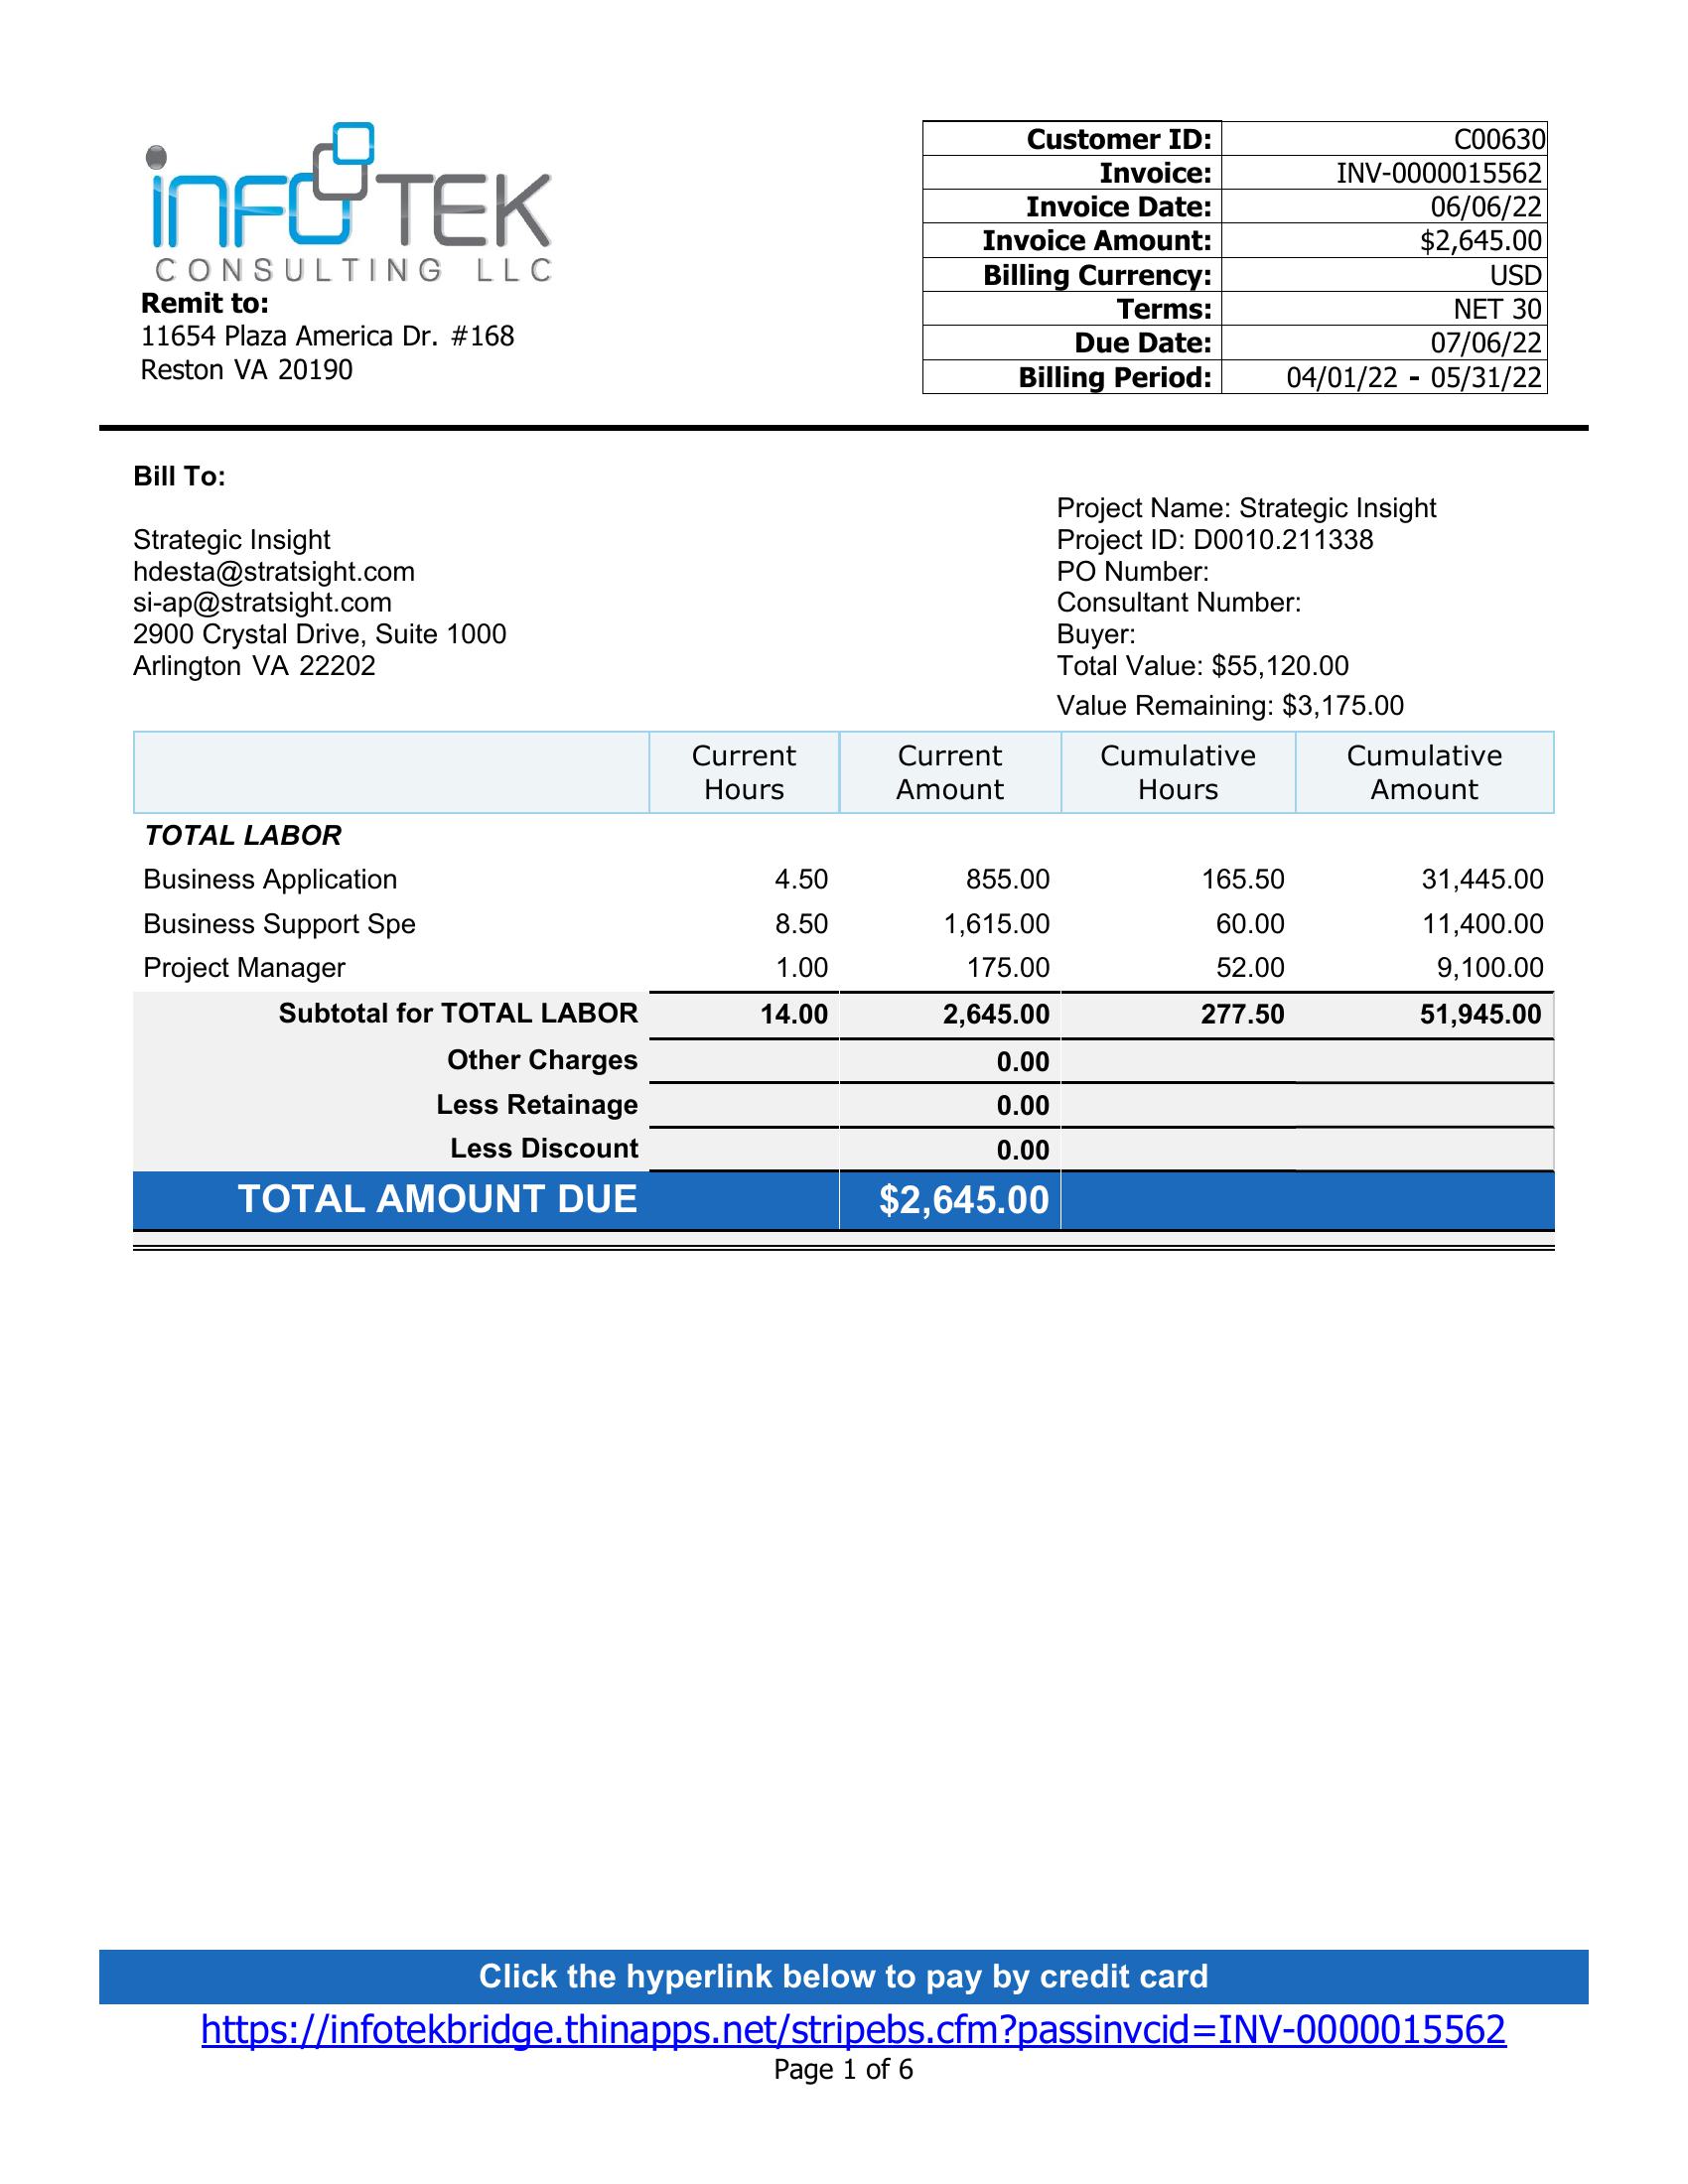 infoTEK
CONSULTING LLC
Remit to:
11654 Plaza America Dr. #168
Reston VA 20190
Customer ID: C00630
Invoice: INV-0000015562
Invoice Date: 06/06/22
Invoice Amount: $2,645.00
Billing Currency: USD
Terms: NET 30
Due Date: 07/06/22
Billing Period: 04/01/22 - 05/31/22
Bill To:
Strategic Insight
hdesta@stratsight.com
si-ap@stratsight.com
2900 Crystal Drive, Suite 1000
Arlington VA 22202
Project Name: Strategic Insight
Project ID: D0010.211338
PO Number:
Consultant Number:
Buyer:
Total Value: $55,120.00
Value Remaining: $3,175.00
Current Current Cumulative Cumulative
Hours Amount Hours Amount
TOTAL LABOR
Business Application 4.50 855.00 165.50 31,445.00
Business Support Spe 8.50 1,615.00 60.00 11,400.00
Project Manager 1.00 175.00 52.00 9,100.00
Subtotal for TOTAL LABOR 14.00 2,645.00 277.50 51,945.00
Other Charges 0.00
Less Retainage 0.00
Less Discount 0.00
TOTAL AMOUNT DUE $2,645.00
Click the hyperlink below to pay by credit card
https://infotekbridge.thinapps.net/stripebs.cfm?passinvcid=INV-0000015562
Page 1 of 6